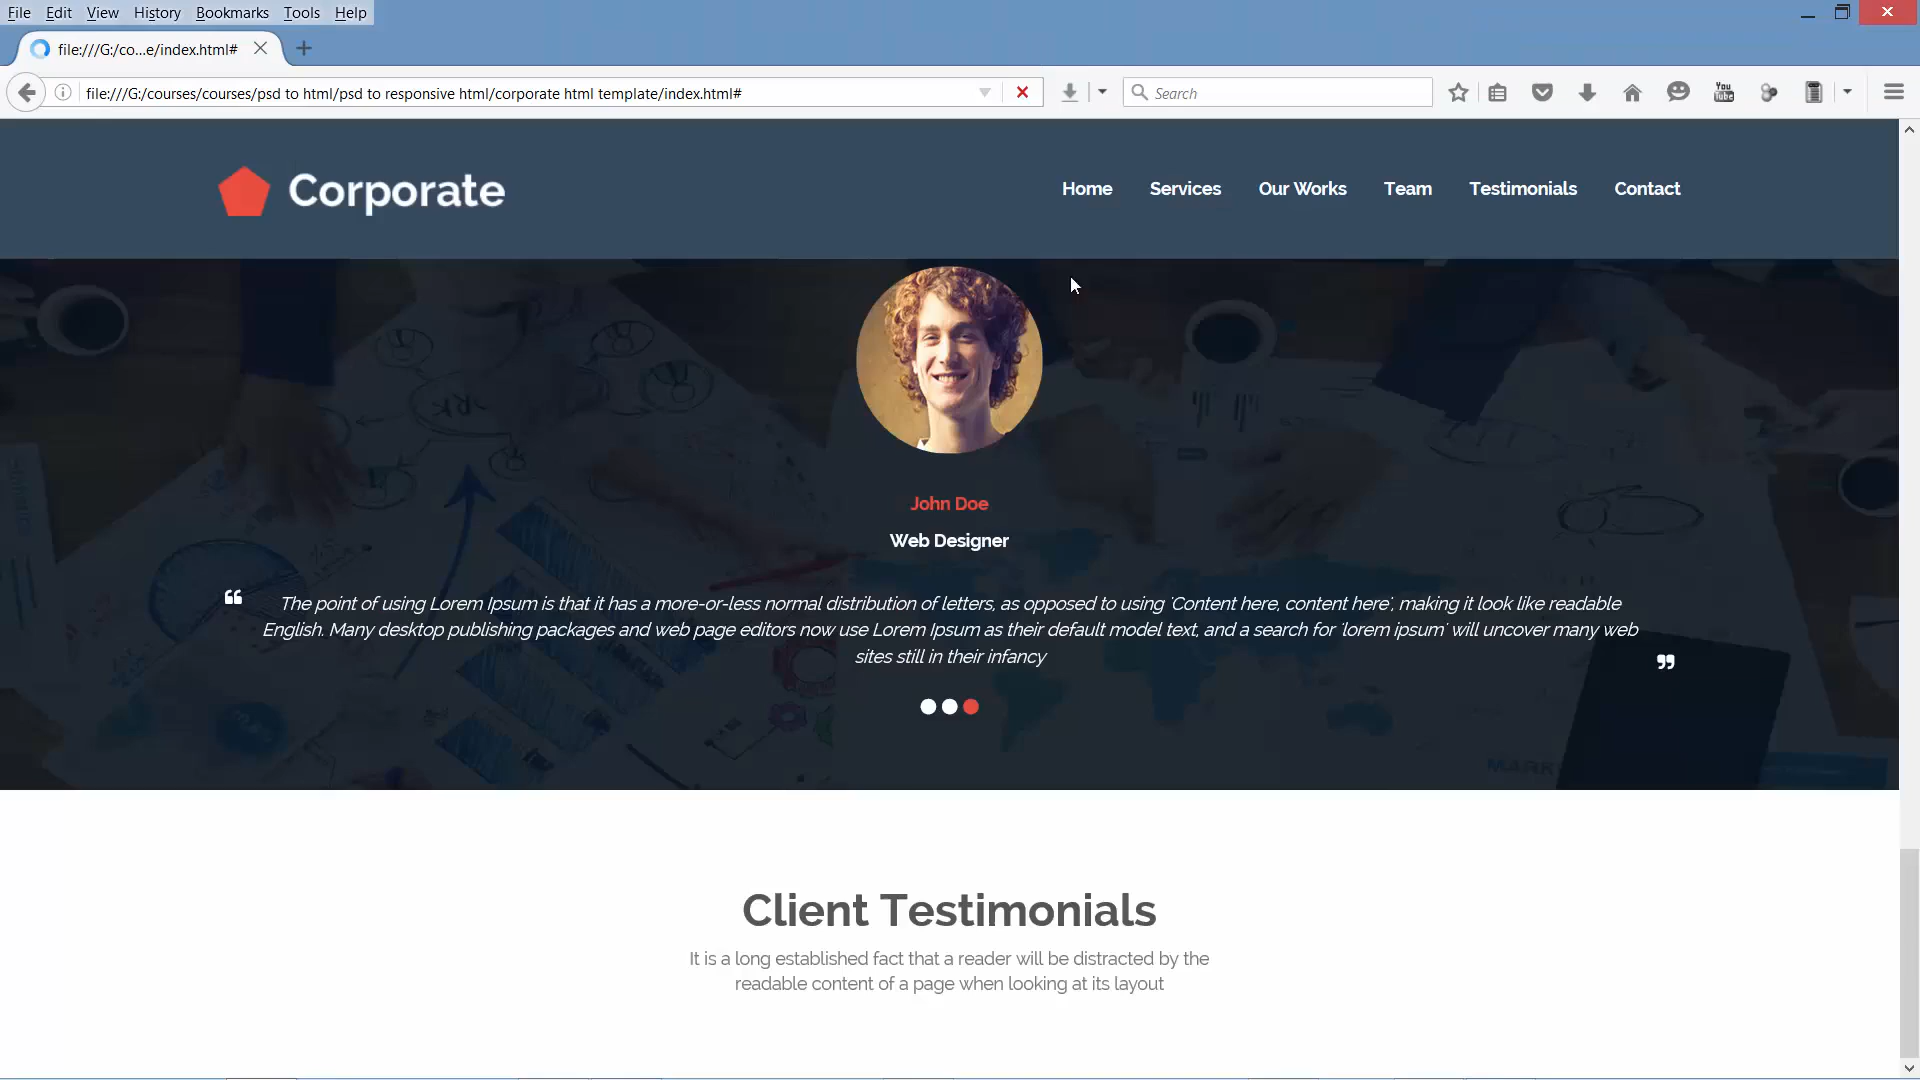 File Edit View History Bookmarks Tools Help
file:///G:/co...e/index.html#
file:///G:/courses/courses/psd to html/psd to responsive html/corporate html template/index.html#
Search
You Tube
Corporate
Home Services Our Works Team Testimonials Contact
John Doe
Web Designer
“ The point of using Lorem Ipsum is that it has a more-or-less normal distribution of letters, as opposed to using 'Content here, content here', making it look like readable
English. Many desktop publishing packages and web page editors now use Lorem Ipsum as their default model text, and a search for 'lorem ipsum' will uncover many web
sites still in their infancy ”
Client Testimonials
It is a long established fact that a reader will be distracted by the
readable content of a page when looking at its layout